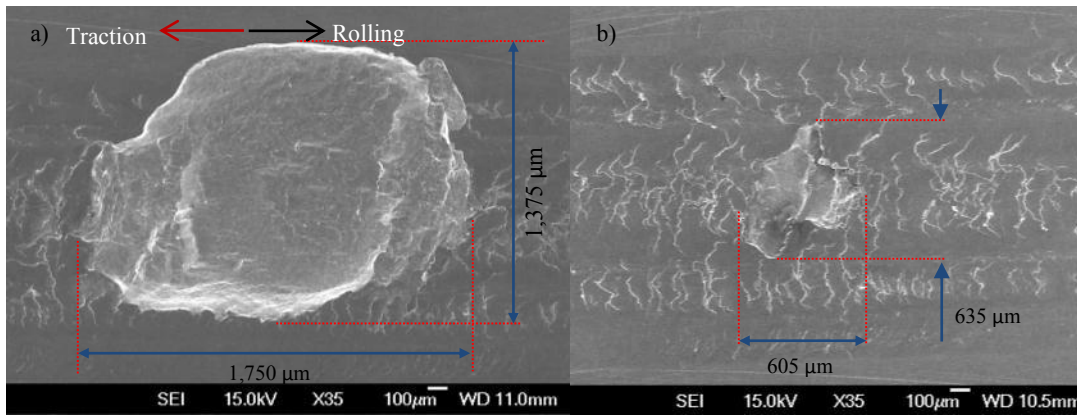 a)
Traction
Rolling
1,375 µm
1,750 µm
SEI 15.0kV X35 100µm WD 11.0mm
b)
635 µm
605 µm
SEI 15.0kV X35 100µm WD 10.5mm